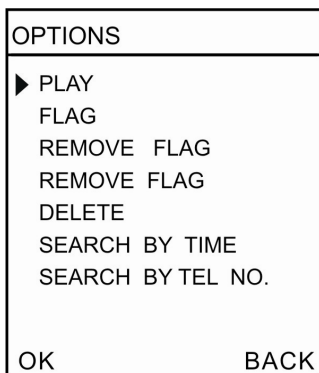 OPTIONS
PLAY
FLAG
REMOVE FLAG
REMOVE FLAG
DELETE
SEARCH BY TIME
SEARCH BY TEL NO.
OK BACK